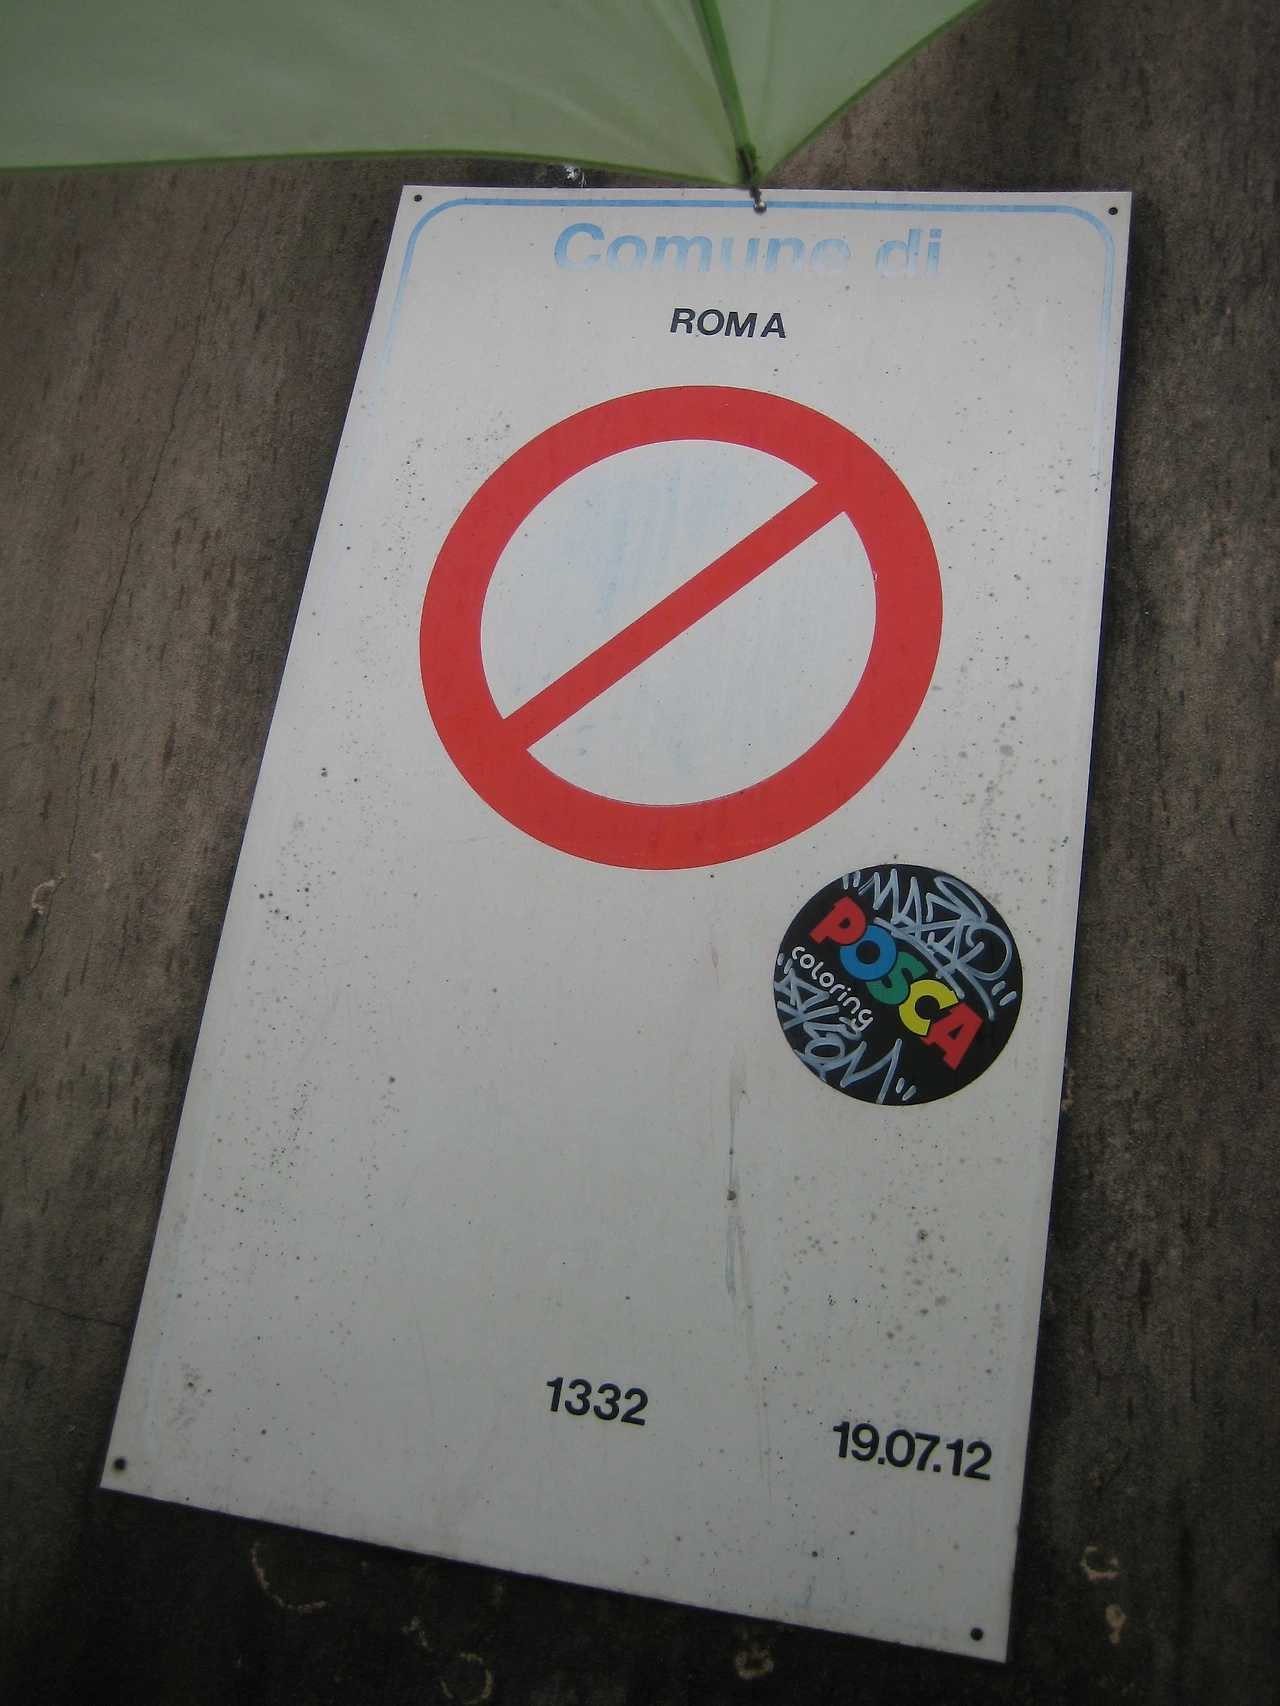 Comune di
ROMA
POSCA
coloring
1332
19.07.12